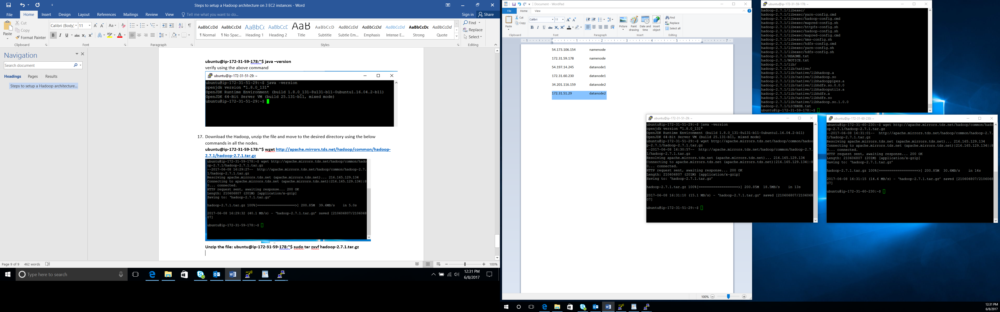 Steps to setup a Hadoop architecture on 3 EC2 instances - Word
File Home Insert Design Layout References Mailings Review View Tell me what you want to do... Sign in Share
Paste
Cut
Copy
Format Painter
Clipboard
Calibri (Body) 11
Font
Paragraph
AaBbCcDd AaBbCcDd AaBbCc AaBbCcE AaB AaBbCcD AaBbCcDd AaBbCcDd AaBbCcDd AaBbCcDc AaBbCcDd
¶ Normal ¶ No Spac... Heading 1 Heading 2 Title Subtitle Subtle Em... Emphasis Intense E... Strong Quote
Styles
Find
Replace
Select
Editing
Navigation
Search document
Headings Pages Results
Steps to setup a Hadoop architecture...
ubuntu@ip-172-31-59-178:~$ java –version
verify using the above command
ubuntu@ip-172-31-51-29: ~
ubuntu@ip-172-31-51-29:~$ java -version
openjdk version "1.8.0_131"
OpenJDK Runtime Environment (build 1.8.0_131-8u131-b11-0ubuntu1.16.04.2-b11)
OpenJDK 64-Bit Server VM (build 25.131-b11, mixed mode)
ubuntu@ip-172-31-51-29:~$
17. Download the Hadoop, unzip the file and move to the desired directory using the below
commands in all the nodes.
ubuntu@ip-172-31-59-178:~$ wget http://apache.mirrors.tds.net/hadoop/common/hadoop-
2.7.1/hadoop-2.7.1.tar.gz
ubuntu@ip-172-31-59-178:~$ wget http://apache.mirrors.tds.net/hadoop/common/hado
op-2.7.1/hadoop-2.7.1.tar.gz
--2017-06-08 16:29:27-- http://apache.mirrors.tds.net/hadoop/common/hadoop-2.7.
1/hadoop-2.7.1.tar.gz
Resolving apache.mirrors.tds.net (apache.mirrors.tds.net)... 216.165.129.134
Connecting to apache.mirrors.tds.net (apache.mirrors.tds.net)|216.165.129.134|:8
0... connected.
HTTP request sent, awaiting response... 200 OK
Length: 210606807 (201M) [application/x-gzip]
Saving to: ‘hadoop-2.7.1.tar.gz’
hadoop-2.7.1.tar.gz 100%[===================>] 200.85M 39.6MB/s in 5.0s
2017-06-08 16:29:32 (40.1 MB/s) - ‘hadoop-2.7.1.tar.gz’ saved [210606807/2106068
07]
ubuntu@ip-172-31-59-178:~$
Unzip the file: ubuntu@ip-172-31-59-178:~$ sudo tar zxvf hadoop-2.7.1.tar.gz
Page 9 of 9 462 words
100%
Type here to search
12:31 PM
6/8/2017
Document - WordPad
File Home View
Paste
Cut
Copy
Clipboard
Calibri 11
Font
Paragraph
Picture
Paint drawing
Date and time
Insert object
Insert
Find
Replace
Select all
Editing
1 1 2 3 4 5 7
54.173.106.154 namenode
172.31.59.178 namenode
54.197.14.245 datanode1
172.31.60.230 datanode1
34.201.116.159 datanode2
172.31.51.29 datanode2
100%
ubuntu@ip-172-31-59-178: ~
hadoop-2.7.1/libexec/
hadoop-2.7.1/libexec/yarn-config.cmd
hadoop-2.7.1/libexec/hadoop-config.cmd
hadoop-2.7.1/libexec/mapred-config.sh
hadoop-2.7.1/libexec/httpfs-config.sh
hadoop-2.7.1/libexec/hadoop-config.sh
hadoop-2.7.1/libexec/mapred-config.cmd
hadoop-2.7.1/libexec/kms-config.sh
hadoop-2.7.1/libexec/hdfs-config.cmd
hadoop-2.7.1/libexec/yarn-config.sh
hadoop-2.7.1/libexec/hdfs-config.sh
hadoop-2.7.1/README.txt
hadoop-2.7.1/NOTICE.txt
hadoop-2.7.1/lib/
hadoop-2.7.1/lib/native/
hadoop-2.7.1/lib/native/libhadoop.a
hadoop-2.7.1/lib/native/libhadoop.so
hadoop-2.7.1/lib/native/libhadooppipes.a
hadoop-2.7.1/lib/native/libhdfs.so.0.0.0
hadoop-2.7.1/lib/native/libhadooputils.a
hadoop-2.7.1/lib/native/libhdfs.a
hadoop-2.7.1/lib/native/libhdfs.so
hadoop-2.7.1/lib/native/libhadoop.so.1.0.0
hadoop-2.7.1/LICENSE.txt
ubuntu@ip-172-31-59-178:~$
ubuntu@ip-172-31-51-29: ~
ubuntu@ip-172-31-51-29:~$ java -version
openjdk version "1.8.0_131"
OpenJDK Runtime Environment (build 1.8.0_131-8u131-b11-0ubuntu1.16.04.2-b11)
OpenJDK 64-Bit Server VM (build 25.131-b11, mixed mode)
ubuntu@ip-172-31-51-29:~$ wget http://apache.mirrors.tds.net/hadoop/common/hadoo
p-2.7.1/hadoop-2.7.1.tar.gz
--2017-06-08 16:30:57-- http://apache.mirrors.tds.net/hadoop/common/hadoop-2.7.
1/hadoop-2.7.1.tar.gz
Resolving apache.mirrors.tds.net (apache.mirrors.tds.net)... 216.165.129.134
Connecting to apache.mirrors.tds.net (apache.mirrors.tds.net)|216.165.129.134|:8
0... connected.
HTTP request sent, awaiting response... 200 OK
Length: 210606807 (201M) [application/x-gzip]
Saving to: ‘hadoop-2.7.1.tar.gz’
hadoop-2.7.1.tar.gz 100%[===================>] 200.85M 18.5MB/s in 13s
2017-06-08 16:31:10 (15.1 MB/s) - ‘hadoop-2.7.1.tar.gz’ saved [210606807/2106068
07]
ubuntu@ip-172-31-51-29:~$
ubuntu@ip-172-31-60-230: ~
ubuntu@ip-172-31-60-230:~$ wget http://apache.mirrors.tds.net/hadoop/common/hado
op-2.7.1/hadoop-2.7.1.tar.gz
--2017-06-08 16:31:01-- http://apache.mirrors.tds.net/hadoop/common/hadoop-2.7.
1/hadoop-2.7.1.tar.gz
Resolving apache.mirrors.tds.net (apache.mirrors.tds.net)... 216.165.129.134
Connecting to apache.mirrors.tds.net (apache.mirrors.tds.net)|216.165.129.134|:8
0... connected.
HTTP request sent, awaiting response... 200 OK
Length: 210606807 (201M) [application/x-gzip]
Saving to: ‘hadoop-2.7.1.tar.gz’
hadoop-2.7.1.tar.gz 100%[===================>] 200.85M 30.6MB/s in 14s
2017-06-08 16:31:15 (14.6 MB/s) - ‘hadoop-2.7.1.tar.gz’ saved [210606807/2106068
07]
ubuntu@ip-172-31-60-230:~$
12:31 PM
6/8/2017